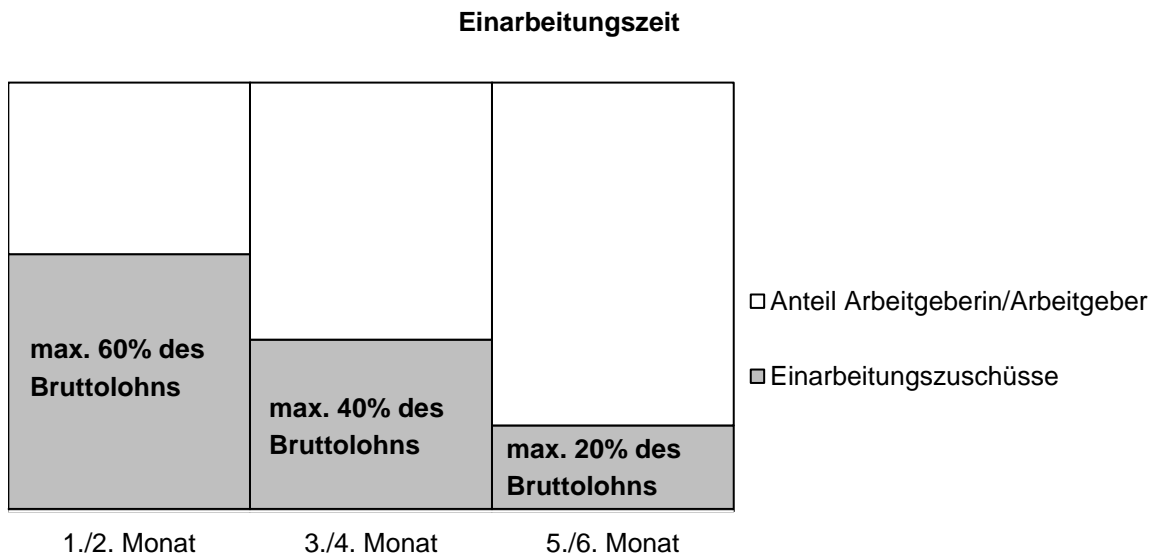 Einarbeitungszeit
max. 60% des
Bruttolohns
max. 40% des
Bruttolohns
max. 20% des
Bruttolohns
Anteil Arbeitgeberin/Arbeitgeber
Einarbeitungszuschüsse
1./2. Monat
3./4. Monat
5./6. Monat